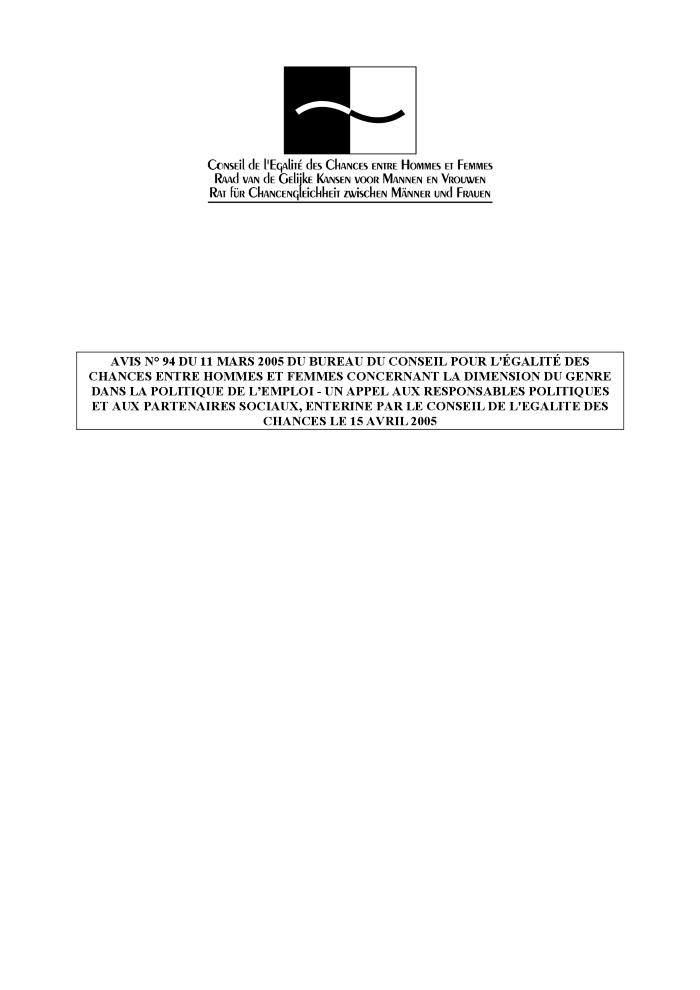 Conseil de l'Egalité des Chances entre Hommes et Femmes
Raad van de Gelijke Kansen voor Mannen en Vrouwen
Rat für Chancengleichheit zwischen Männer und Frauen
AVIS N° 94 DU 11 MARS 2005 DU BUREAU DU CONSEIL POUR L'ÉGALITÉ DES
CHANCES ENTRE HOMMES ET FEMMES CONCERNANT LA DIMENSION DU GENRE
DANS LA POLITIQUE DE L’EMPLOI - UN APPEL AUX RESPONSABLES POLITIQUES
ET AUX PARTENAIRES SOCIAUX, ENTERINE PAR LE CONSEIL DE L'EGALITE DES
CHANCES LE 15 AVRIL 2005